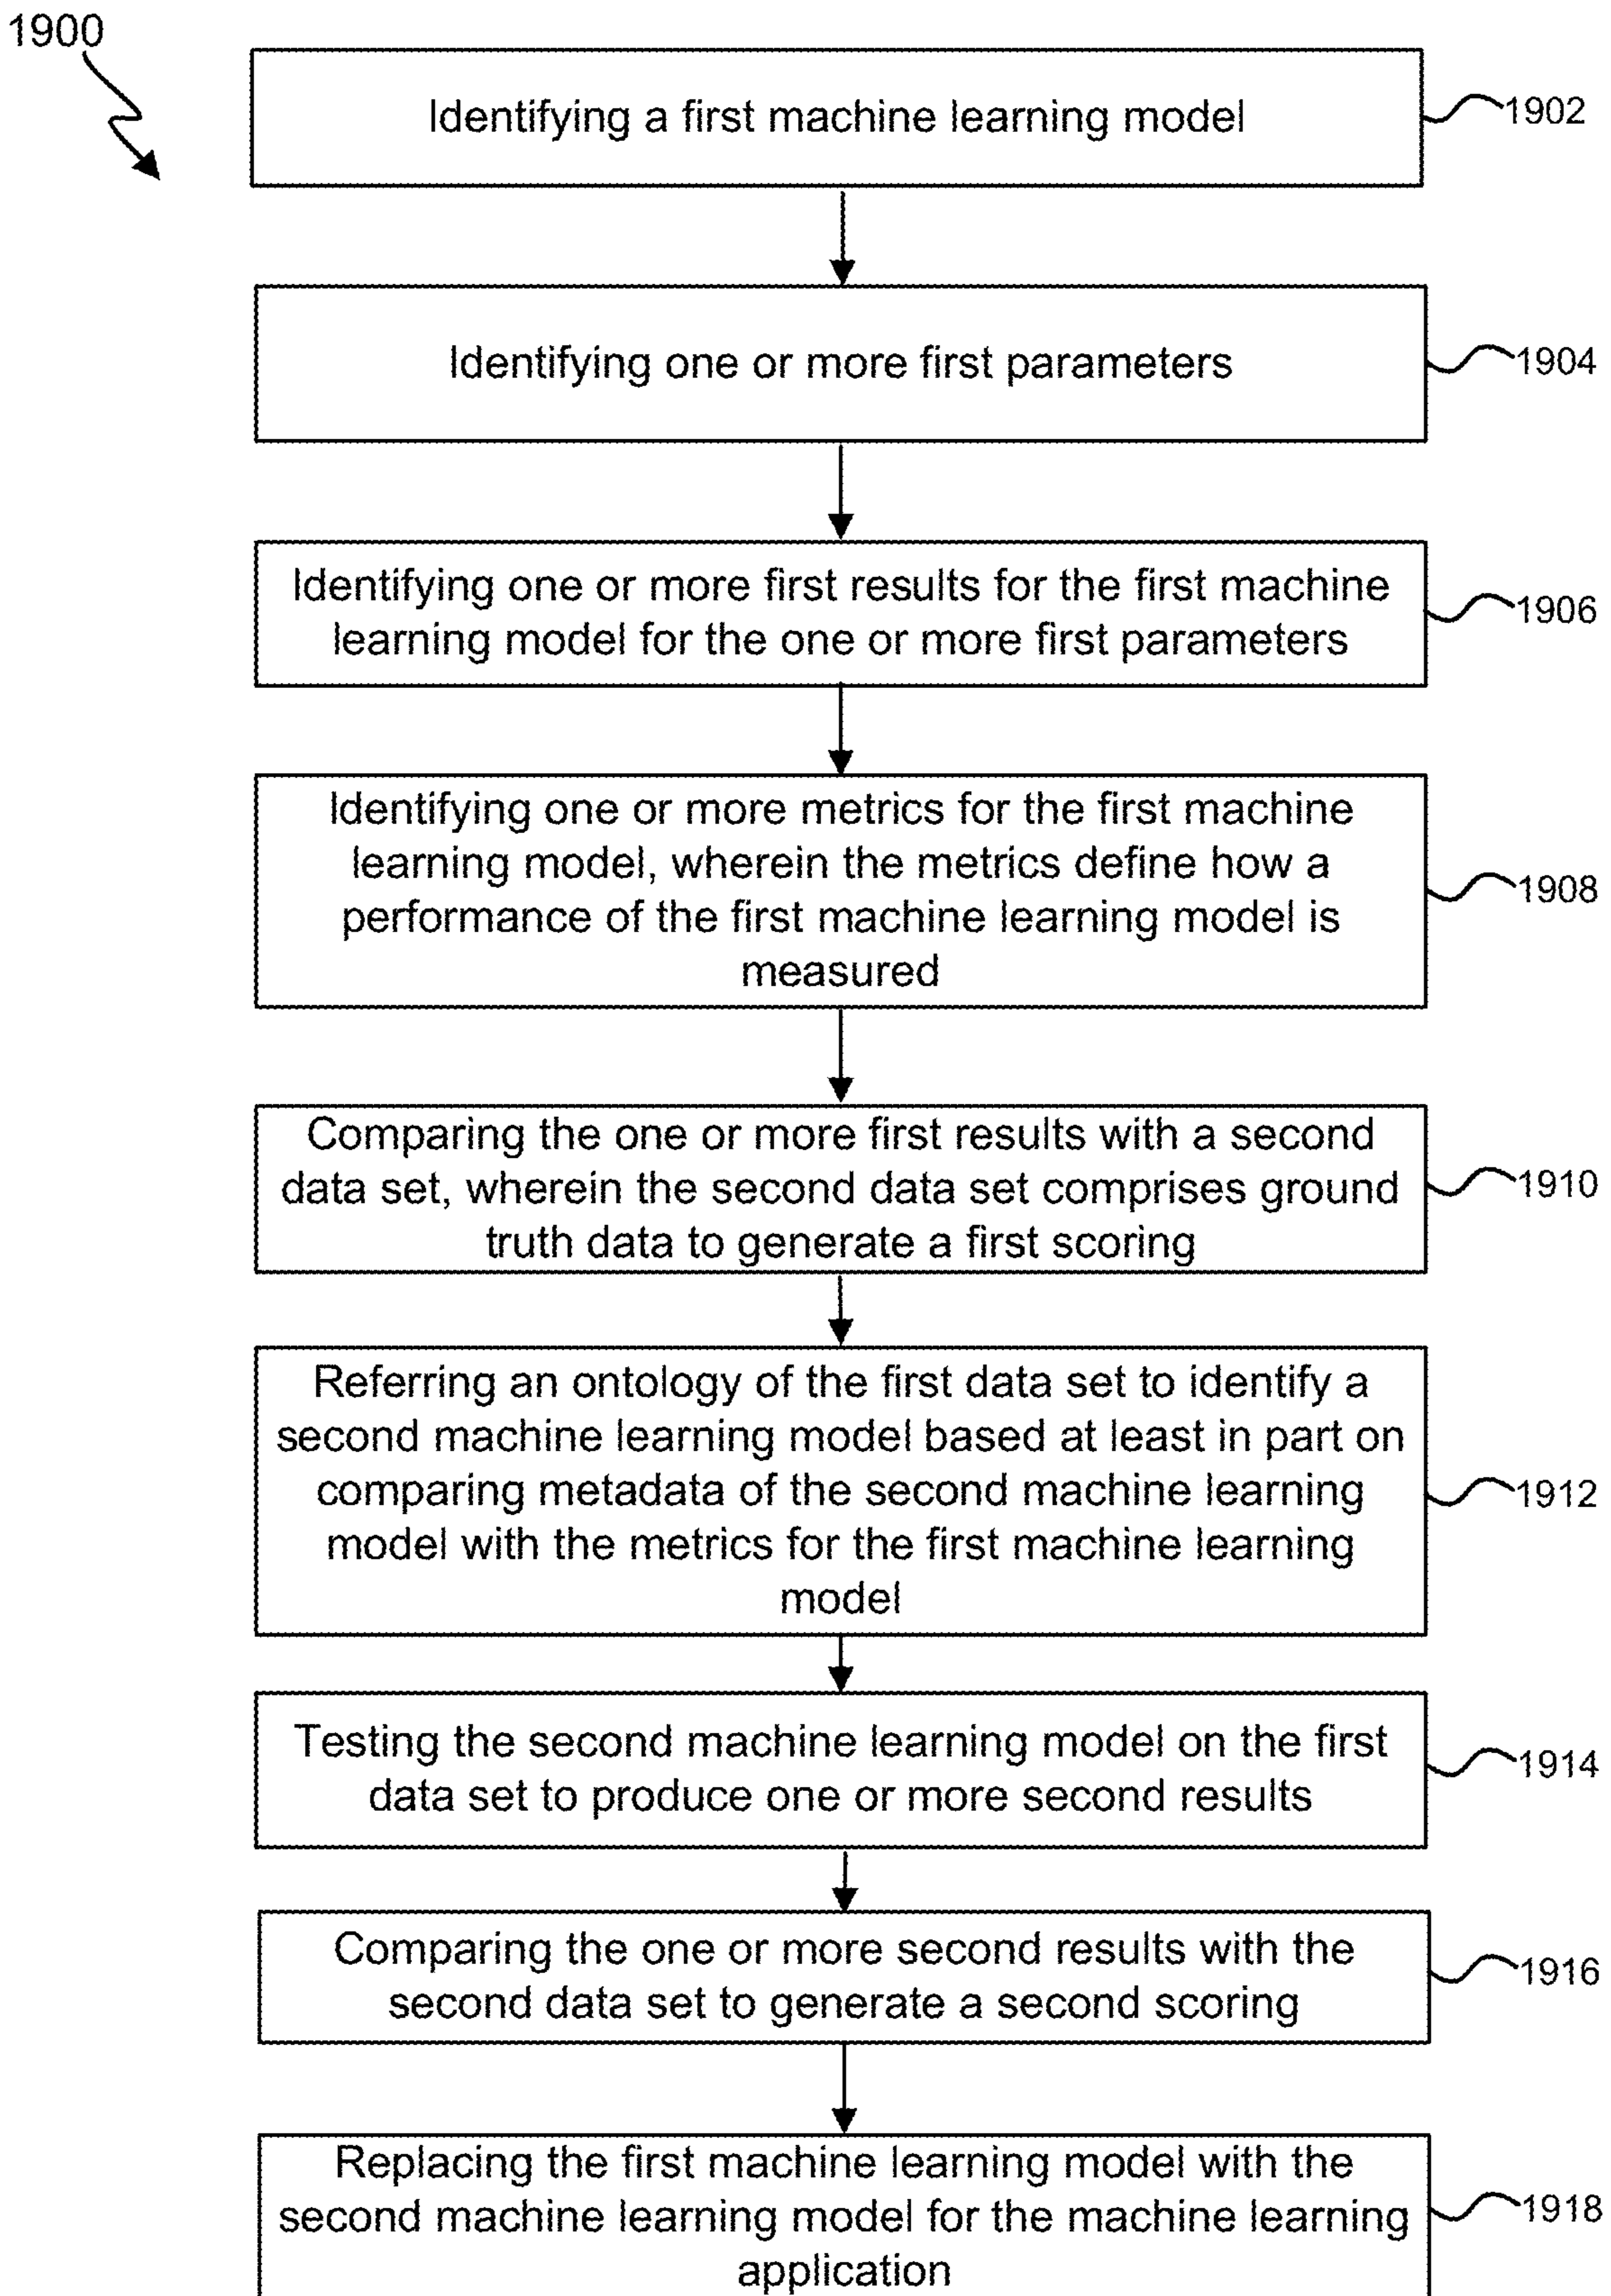 1900
Identifying a first machine learning model
1902
Identifying one or more first parameters
1904
Identifying one or more first results for the first machine
learning model for the one or more first parameters
1906
Identifying one or more metrics for the first machine
learning model, wherein the metrics define how a
performance of the first machine learning model is
measured
1908
Comparing the one or more first results with a second
data set, wherein the second data set comprises ground
truth data to generate a first scoring
1910
Referring an ontology of the first data set to identify a
second machine learning model based at least in part on
comparing metadata of the second machine learning
model with the metrics for the first machine learning
model
1912
Testing the second machine learning model on the first
data set to produce one or more second results
1914
Comparing the one or more second results with the
second data set to generate a second scoring
1916
Replacing the first machine learning model with the
second machine learning model for the machine learning
application
1918